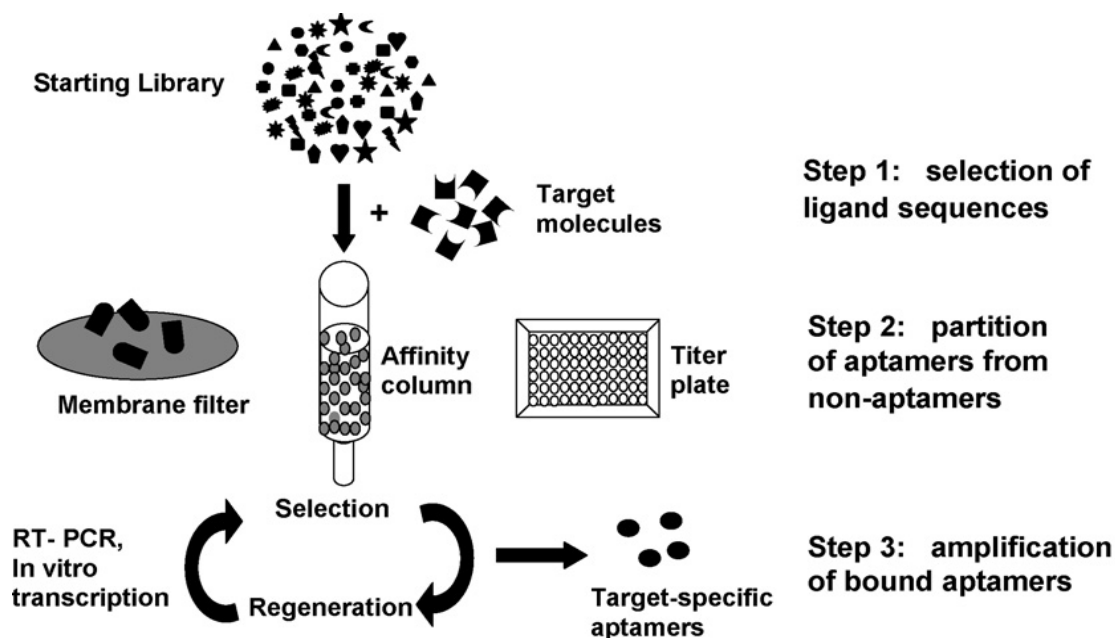 Starting Library
Target
molecules
Step 1:   selection of
ligand sequences
Membrane filter
Affinity
column
Titer
plate
Step 2:   partition
of aptamers from
non-aptamers
RT- PCR,
In vitro
transcription
Selection
+
Regeneration
Target-specific
aptamers
Step 3:   amplification
of bound aptamers